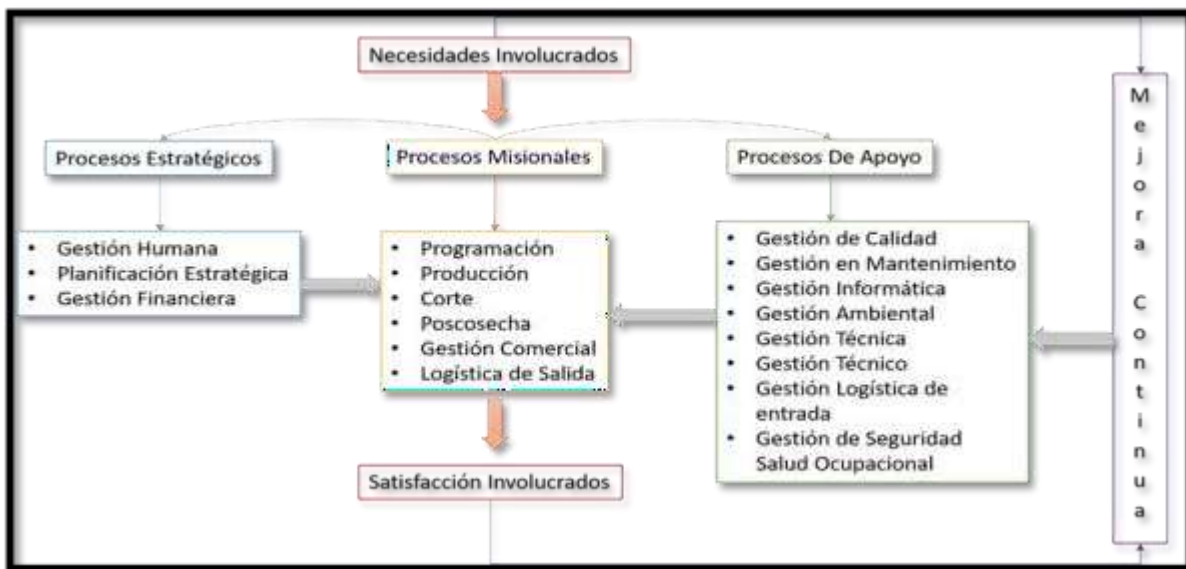 Necesidades Involucrados
Procesos Estratégicos
Procesos Misionales
Procesos De Apoyo
• Gestión Humana
• Planificación Estratégica
• Gestión Financiera
• Programación
• Producción
• Corte
• Poscosecha
• Gestión Comercial
• Logística de Salida
• Gestión de Calidad
• Gestión en Mantenimiento
• Gestión Informática
• Gestión Ambiental
• Gestión Técnica
• Gestión Técnico
• Gestión Logística de
entrada
• Gestión de Seguridad
Salud Ocupacional
Satisfacción Involucrados
Mejora Continua